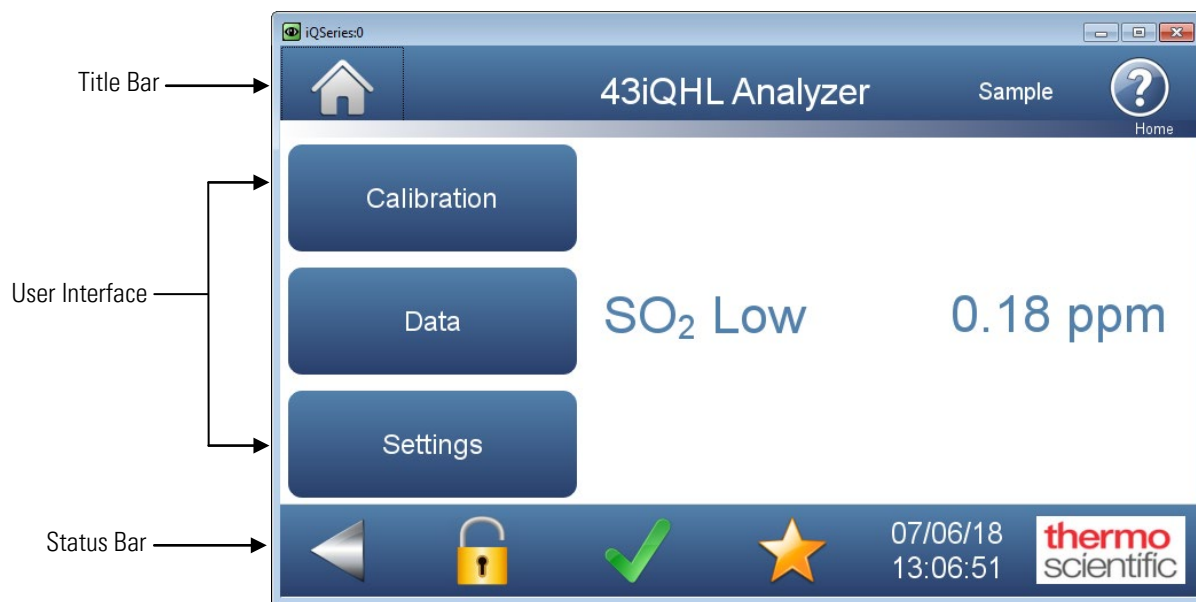 iQSeries:0
Title Bar
43iQHL Analyzer
Sample
?
Home
Calibration
User Interface
Data
SO₂ Low
0.18 ppm
Settings
Status Bar
07/06/18
13:06:51
thermo
scientific